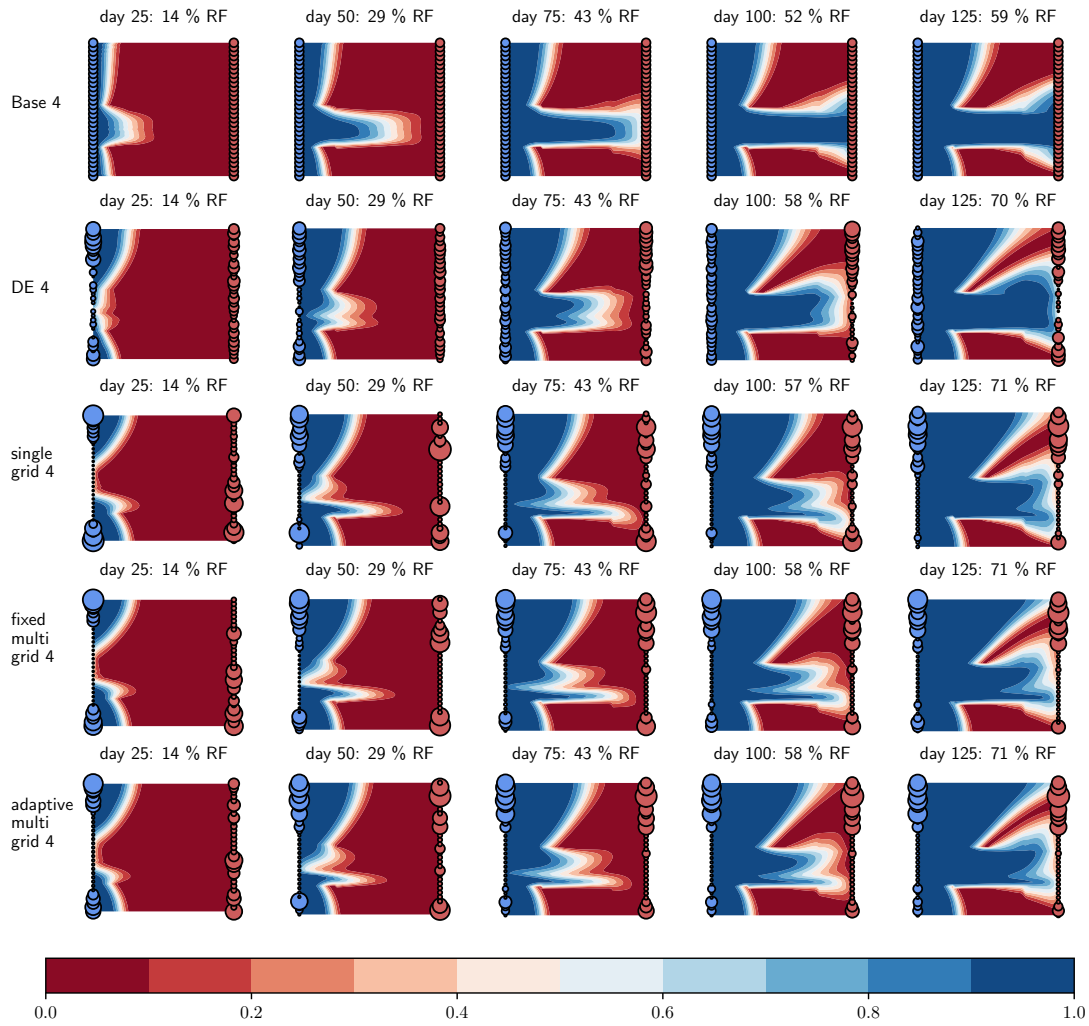 day 25: 14 % RF
day 50: 29 % RF
day 75: 43 % RF
day 100: 52 % RF
day 125: 59 % RF
Base 4
day 25: 14 % RF
day 50: 29 % RF
day 75: 43 % RF
day 100: 58 % RF
day 125: 70 % RF
DE 4
day 25: 14 % RF
day 50: 29 % RF
day 75: 43 % RF
day 100: 57 % RF
day 125: 71 % RF
single
grid 4
day 25: 14 % RF
day 50: 29 % RF
day 75: 43 % RF
day 100: 58 % RF
day 125: 71 % RF
fixed
multi
grid 4
day 25: 14 % RF
day 50: 29 % RF
day 75: 43 % RF
day 100: 58 % RF
day 125: 71 % RF
adaptive
multi
grid 4
0.0
0.2
0.4
0.6
0.8
1.0